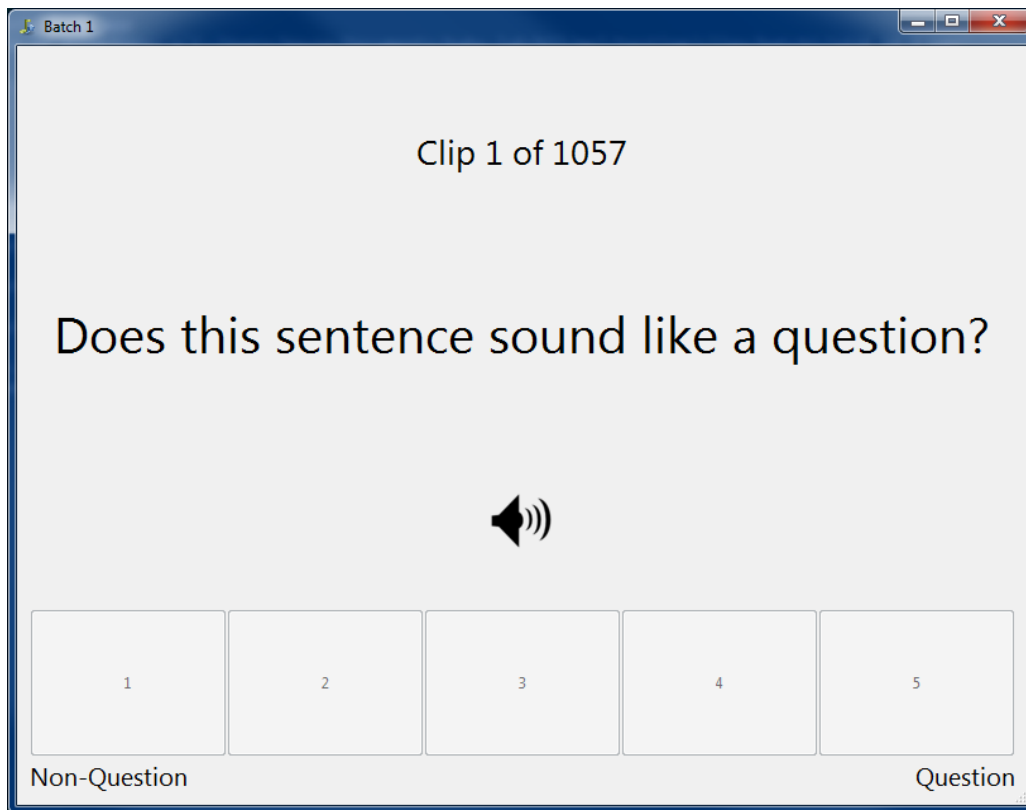 Batch 1
Clip 1 of 1057
Does this sentence sound like a question?
1 2 3 4 5
Non-Question Question